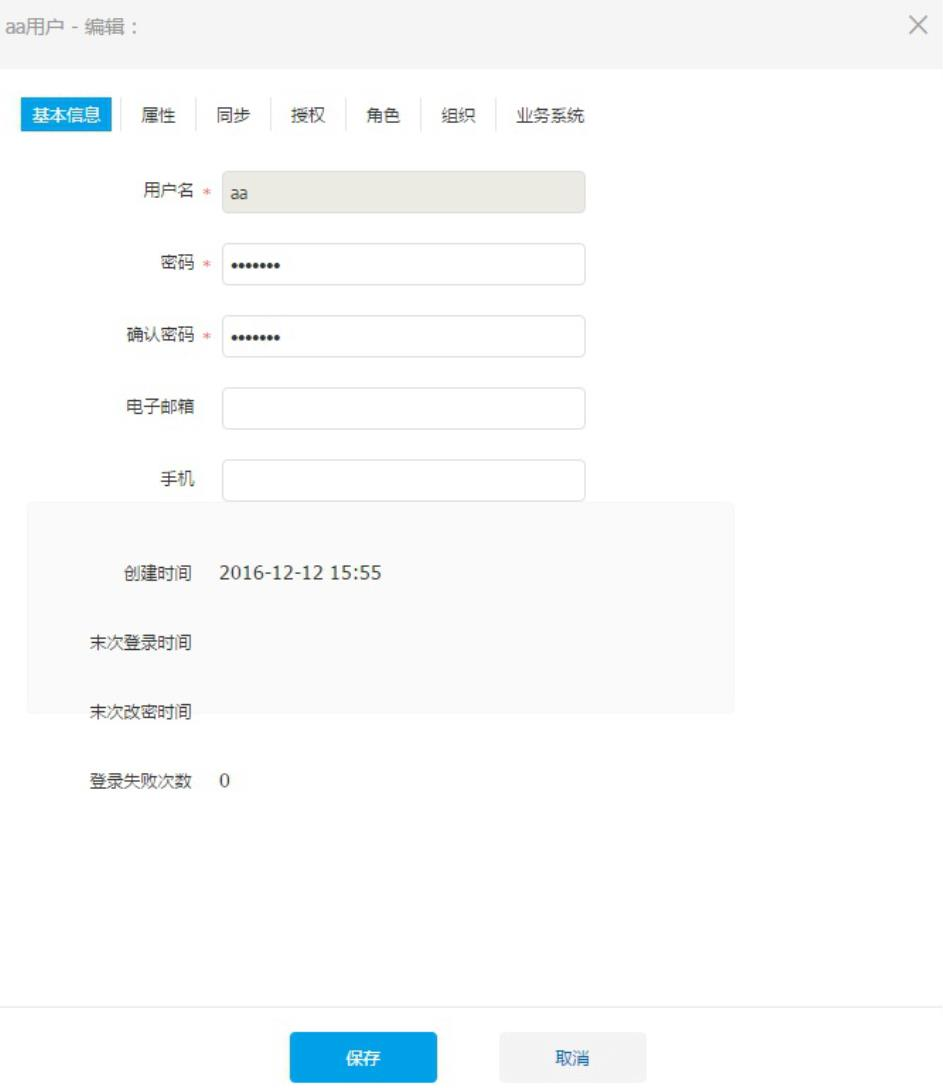 aa用户 - 编辑：
基本信息 属性 同步 授权 角色 组织 业务系统
用户名 * aa
密码 * •••••••
确认密码 * •••••••
电子邮箱
手机
创建时间 2016-12-12 15:55
末次登录时间
末次改密时间
登录失败次数 0
保存 取消